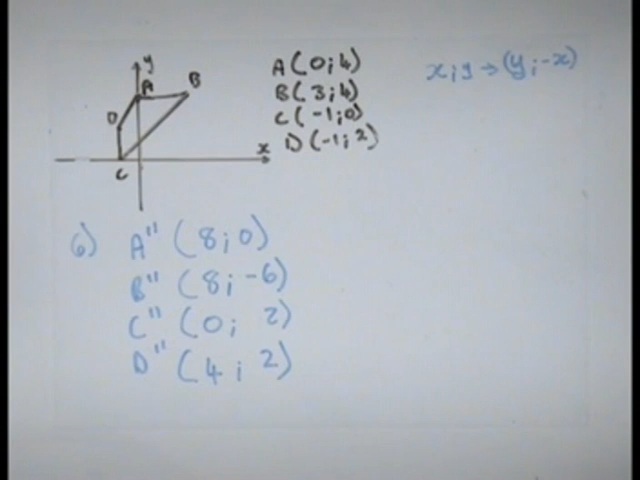 y
A
B
D
x
C
A(0;4)
B(3;4)
C(-1;0)
D(-1;2)
x;y → (y;-x)
6) A" (8;0)
B" (8;-6)
C" (0; 2)
D" (4; 2)